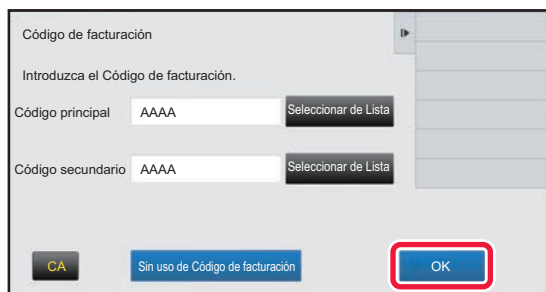 Código de facturación
Introduzca el Código de facturación.
Código principal AAAA Seleccionar de Lista
Código secundario AAAA Seleccionar de Lista
CA Sin uso de Código de facturación OK